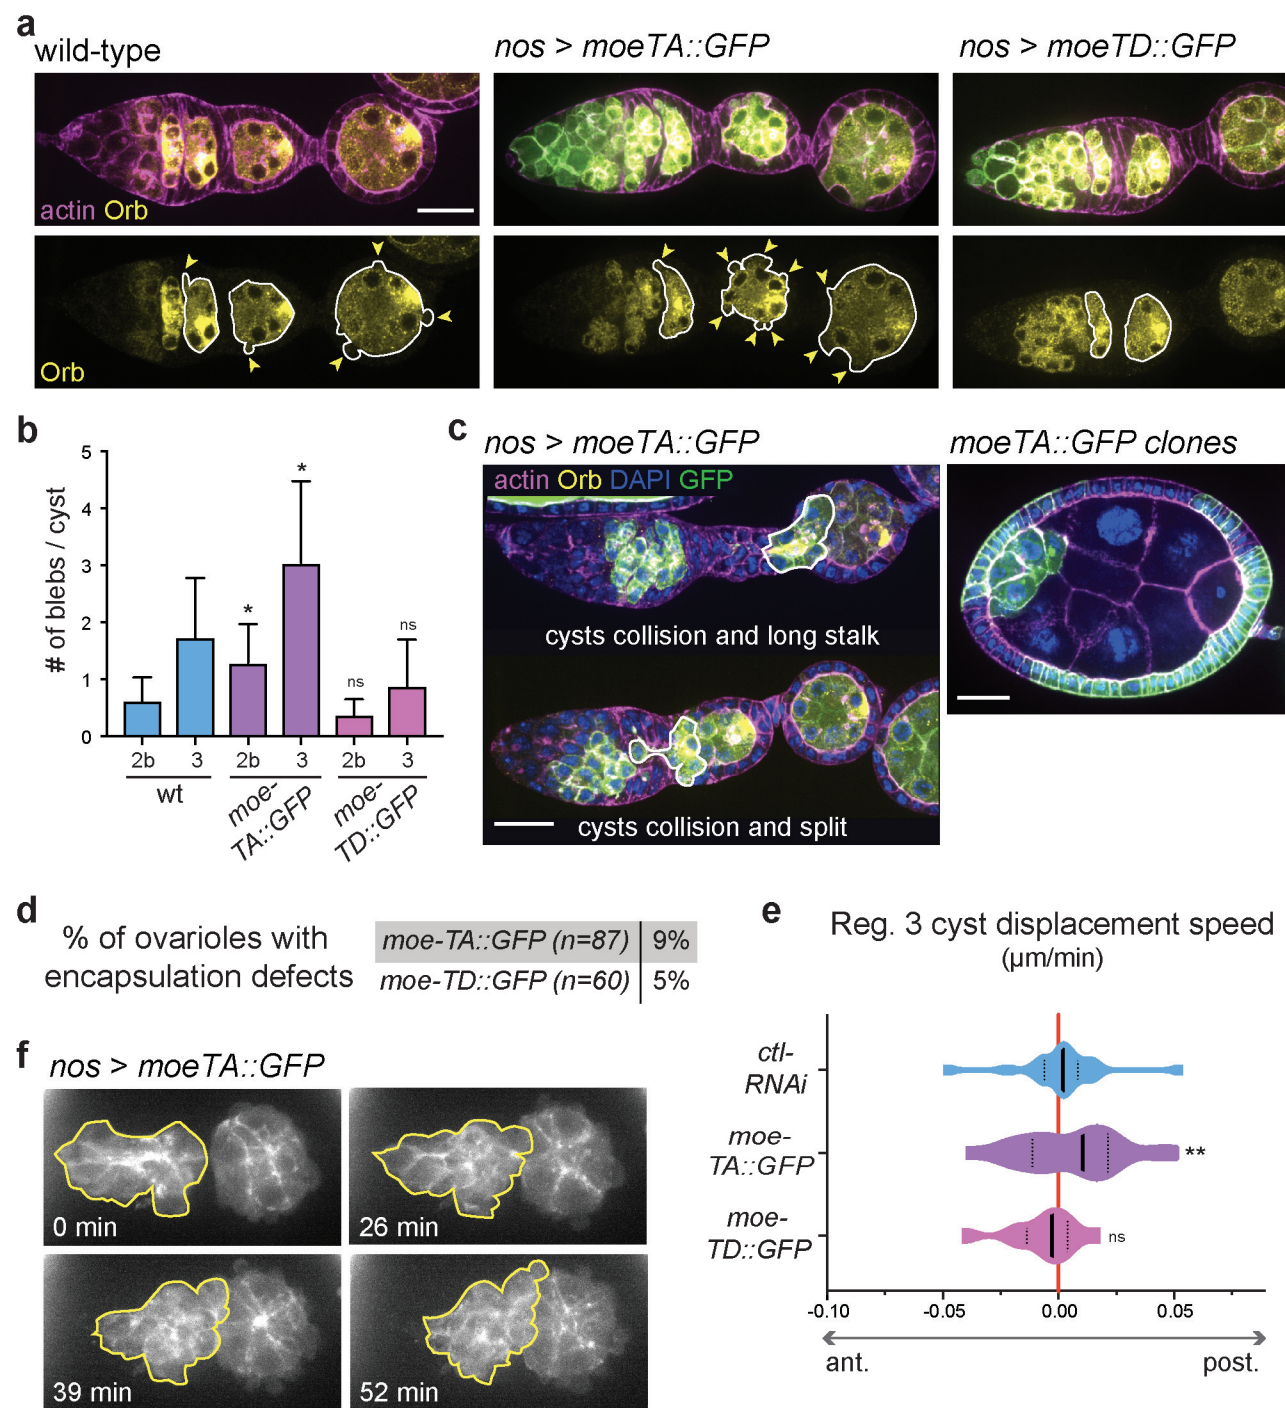 a
wild-type
nos > moeTA::GFP
nos > moeTD::GFP
actin Orb
Orb
b
# of blebs / cyst
5
4
3
2
1
0
*
*
ns
ns
2b 3 2b 3 2b 3
wt
moe-
TA::GFP
moe-
TD::GFP
c
nos > moeTA::GFP
moeTA::GFP clones
actin Orb DAPI GFP
cysts collision and long stalk
cysts collision and split
d
% of ovarioles with
encapsulation defects
moe-TA::GFP (n=87) 9%
moe-TD::GFP (n=60) 5%
e
Reg. 3 cyst displacement speed
(µm/min)
ctl-
RNAi
moe-
TA::GFP
**
moe-
TD::GFP
ns
-0.10 -0.05 0.00 0.05
ant. post.
f
nos > moeTA::GFP
0 min
26 min
39 min
52 min